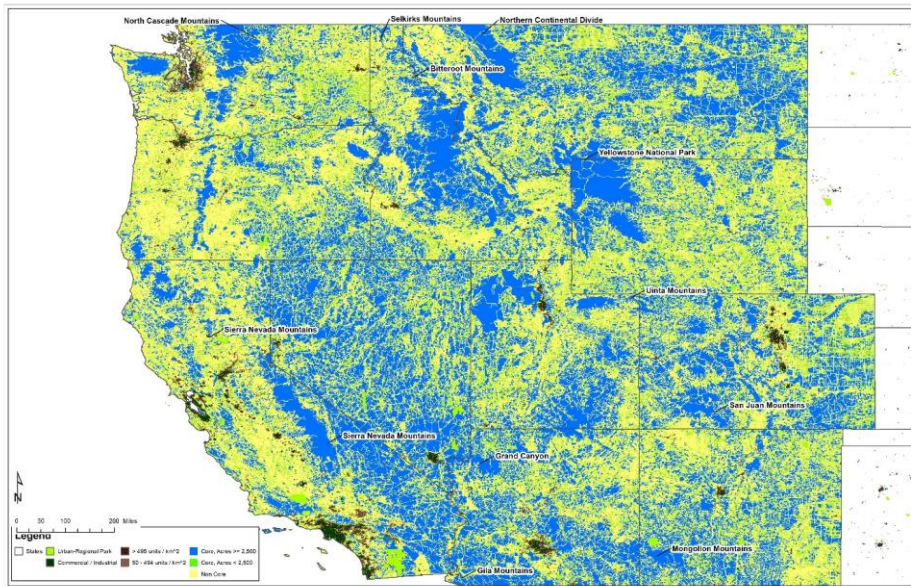 North Cascade Mountains
Selkirks Mountains
Northern Continental Divide
Bitteroot Mountains
Yellowstone National Park
Uinta Mountains
Sierra Nevada Mountains
San Juan Mountains
Sierra Nevada Mountains
Grand Canyon
Mongollon Mountains
Gila Mountains
N
0 50 100 200 Miles
Legend
States
Urban-Regional Park
Commercial / Industrial
> 495 units / km^2
50 - 494 units / km^2
Core, Acres >= 2,500
Core, Acres < 2,500
Non Core